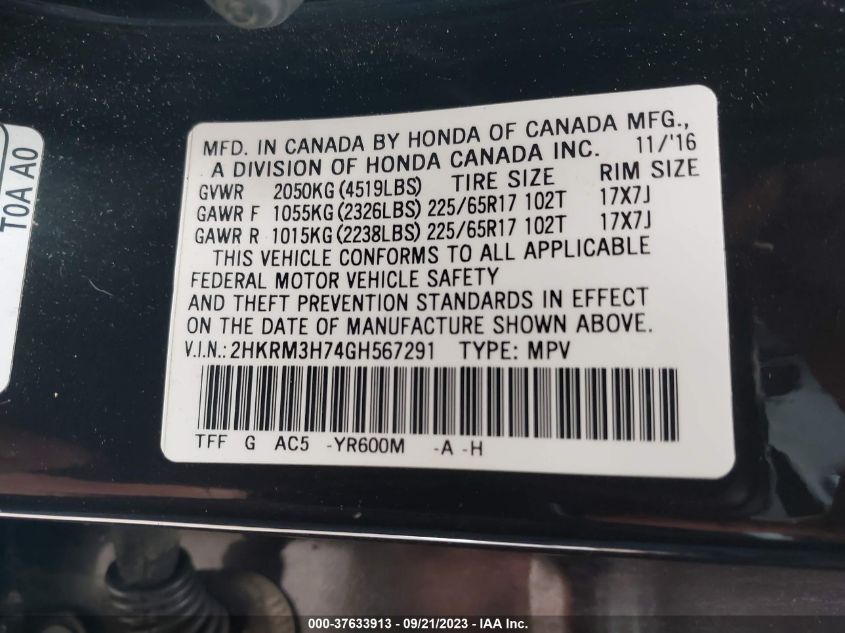 MFD. IN CANADA BY HONDA OF CANADA MFG.,
A DIVISION OF HONDA CANADA INC. 11/'16
GVWR 2050KG (4519LBS) TIRE SIZE RIM SIZE
GAWR F 1055KG (2326LBS) 225/65R17 102T 17X7J
GAWR R 1015KG (2238LBS) 225/65R17 102T 17X7J
THIS VEHICLE CONFORMS TO ALL APPLICABLE
FEDERAL MOTOR VEHICLE SAFETY
AND THEFT PREVENTION STANDARDS IN EFFECT
ON THE DATE OF MANUFACTURE SHOWN ABOVE.
V.I.N.: 2HKRM3H74GH567291 TYPE: MPV
TFF G AC5 -YR600M -A -H
T0A A0
000-37633913 - 09/21/2023 - IAA Inc.